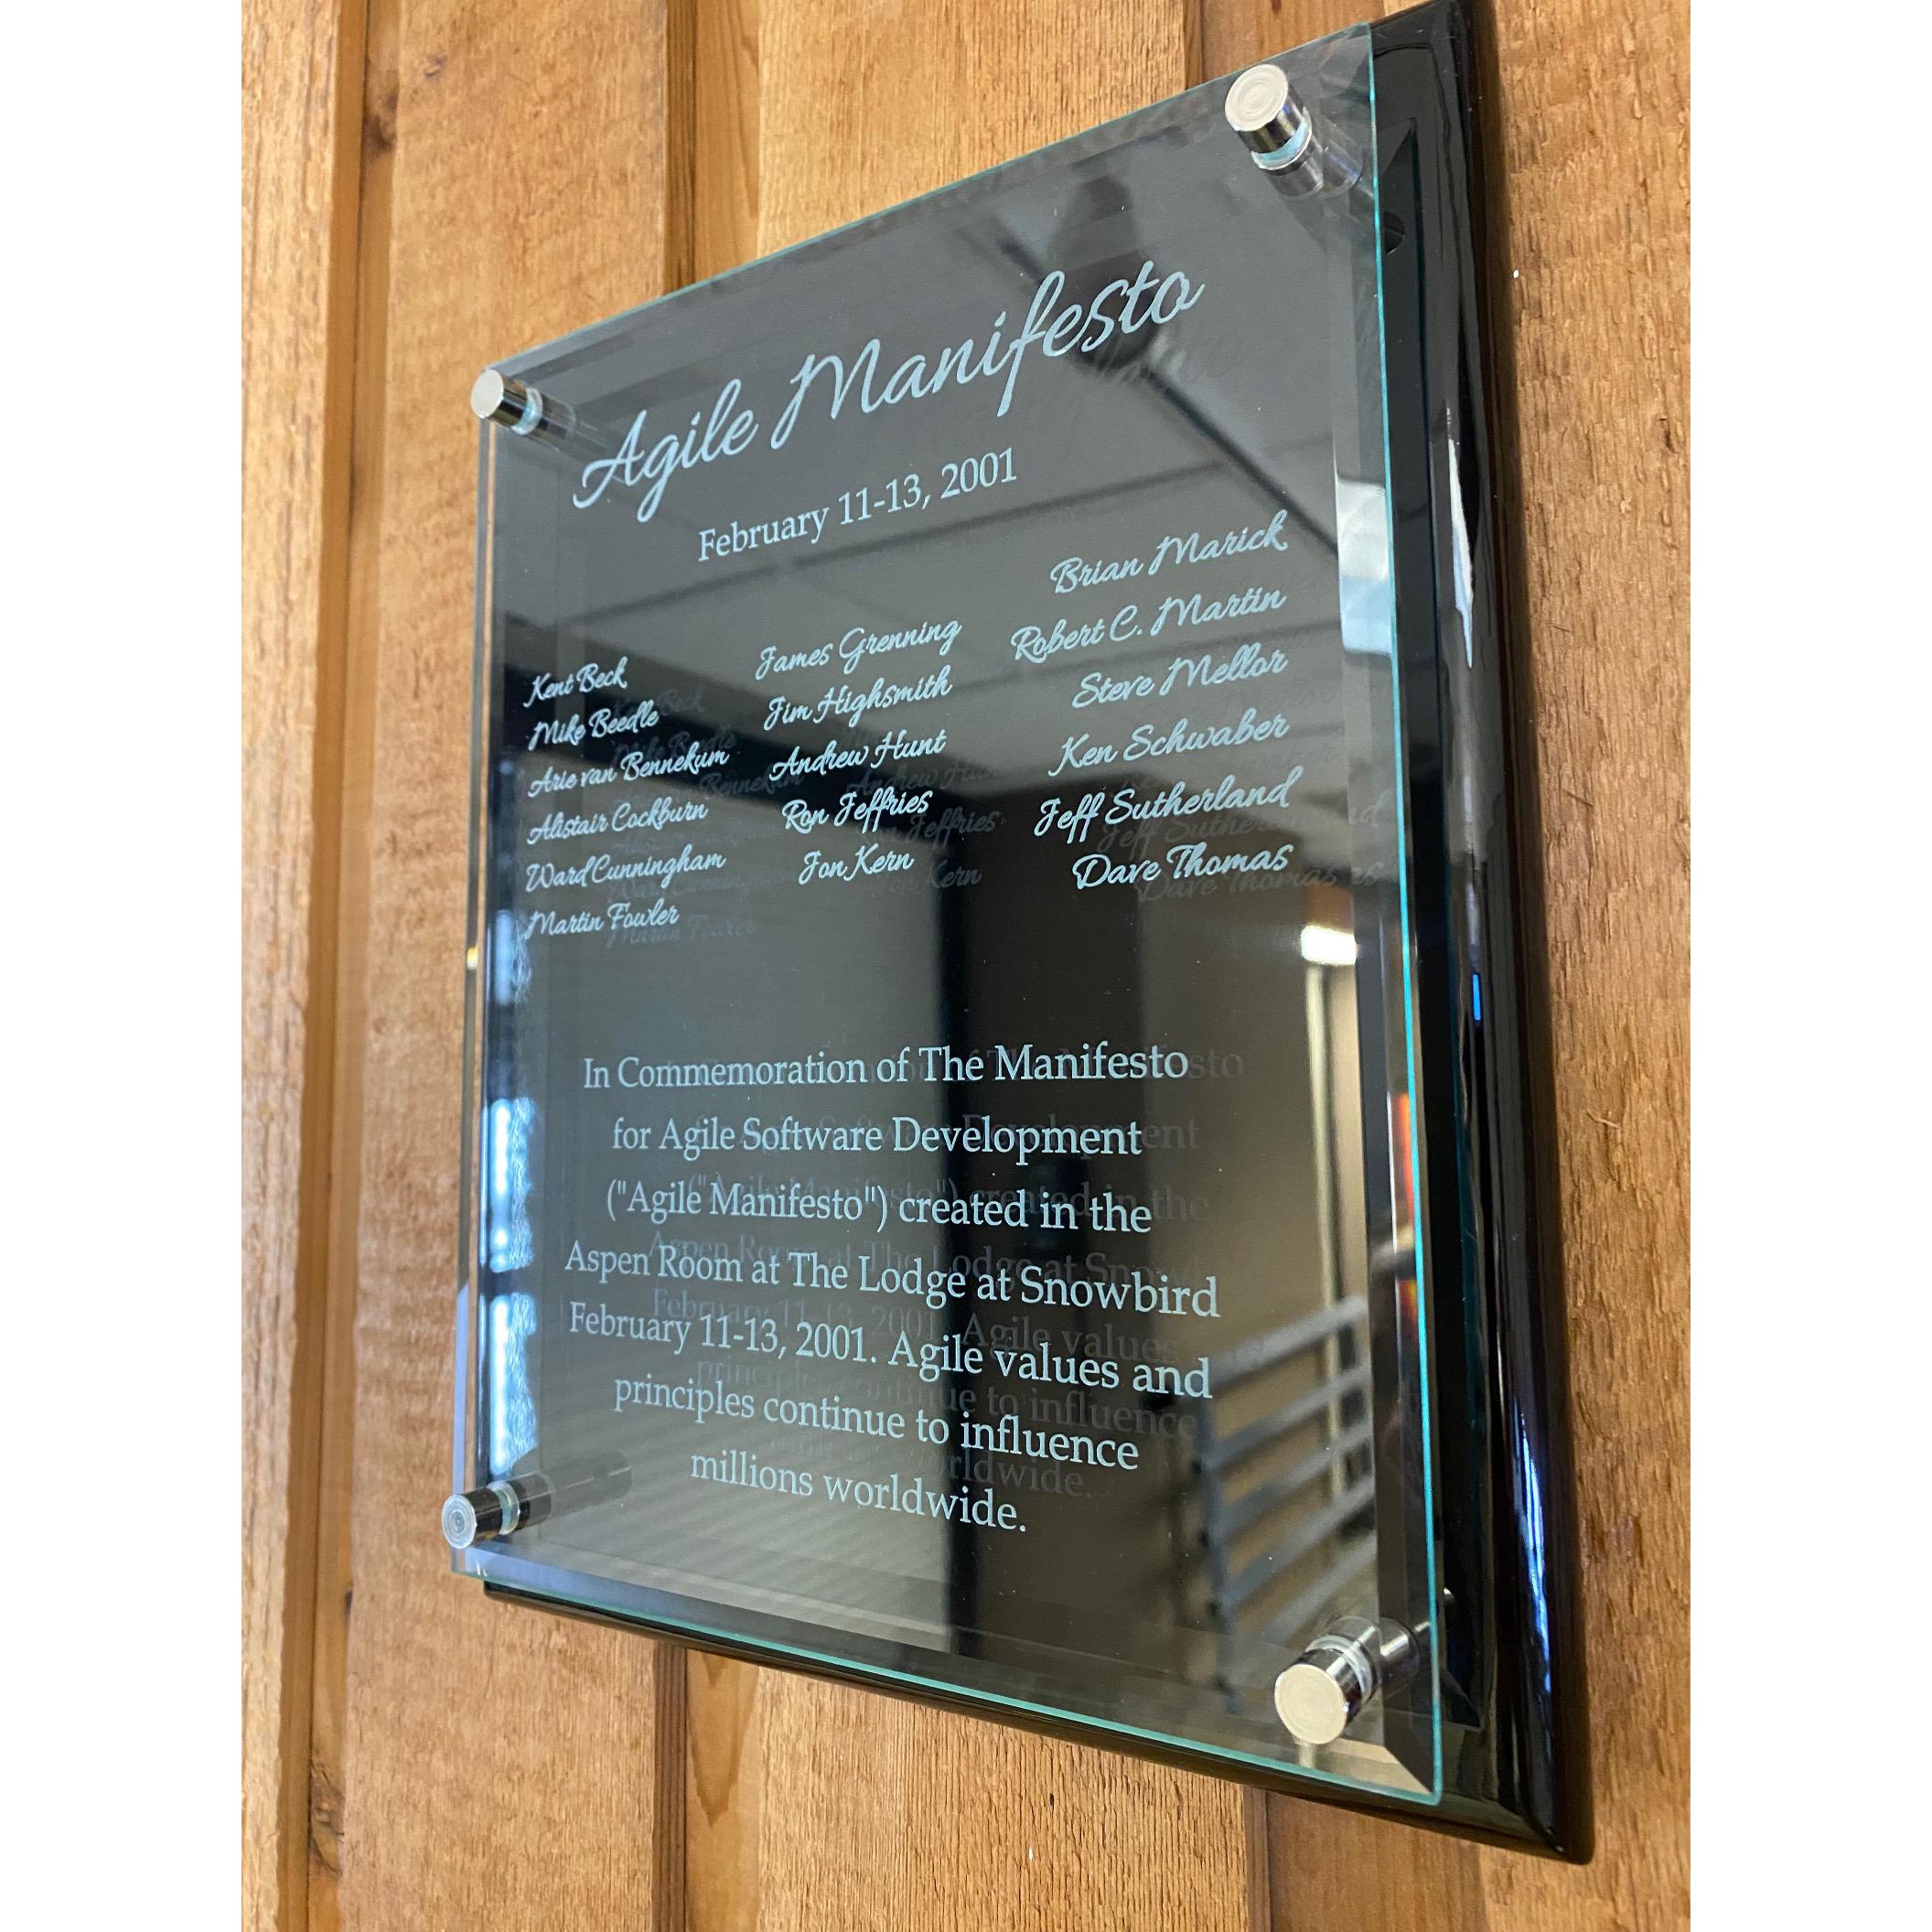 Agile Manifesto
February 11-13, 2001
Kent Beck
Mike Beedle
Arie van Bennekum
Alistair Cockburn
Ward Cunningham
Martin Fowler
James Grenning
Jim Highsmith
Andrew Hunt
Ron Jeffries
Jon Kern
Brian Marick
Robert C. Martin
Steve Mellor
Ken Schwaber
Jeff Sutherland
Dave Thomas
In Commemoration of The Manifesto
for Agile Software Development
("Agile Manifesto") created in the
Aspen Room at The Lodge at Snowbird
February 11-13, 2001. Agile values and
principles continue to influence
millions worldwide.